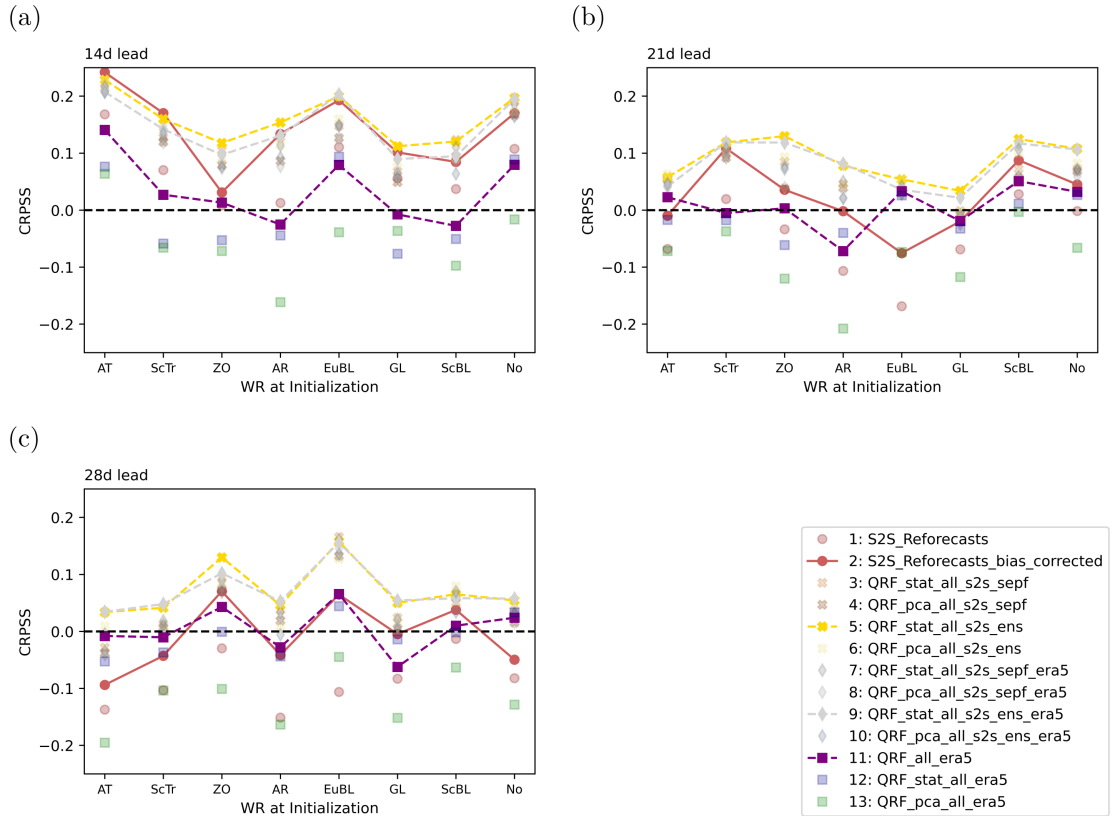 (a)
14d lead
0.2
0.1
0.0
−0.1
−0.2
CRPSS
AT ScTr ZO AR EuBL GL ScBL No
WR at Initialization
(b)
21d lead
0.2
0.1
0.0
−0.1
−0.2
CRPSS
AT ScTr ZO AR EuBL GL ScBL No
WR at Initialization
(c)
28d lead
0.2
0.1
0.0
−0.1
−0.2
CRPSS
AT ScTr ZO AR EuBL GL ScBL No
WR at Initialization
1: S2S_Reforecasts
2: S2S_Reforecasts_bias_corrected
3: QRF_stat_all_s2s_sepf
4: QRF_pca_all_s2s_sepf
5: QRF_stat_all_s2s_ens
6: QRF_pca_all_s2s_ens
7: QRF_stat_all_s2s_sepf_era5
8: QRF_pca_all_s2s_sepf_era5
9: QRF_stat_all_s2s_ens_era5
10: QRF_pca_all_s2s_ens_era5
11: QRF_all_era5
12: QRF_stat_all_era5
13: QRF_pca_all_era5